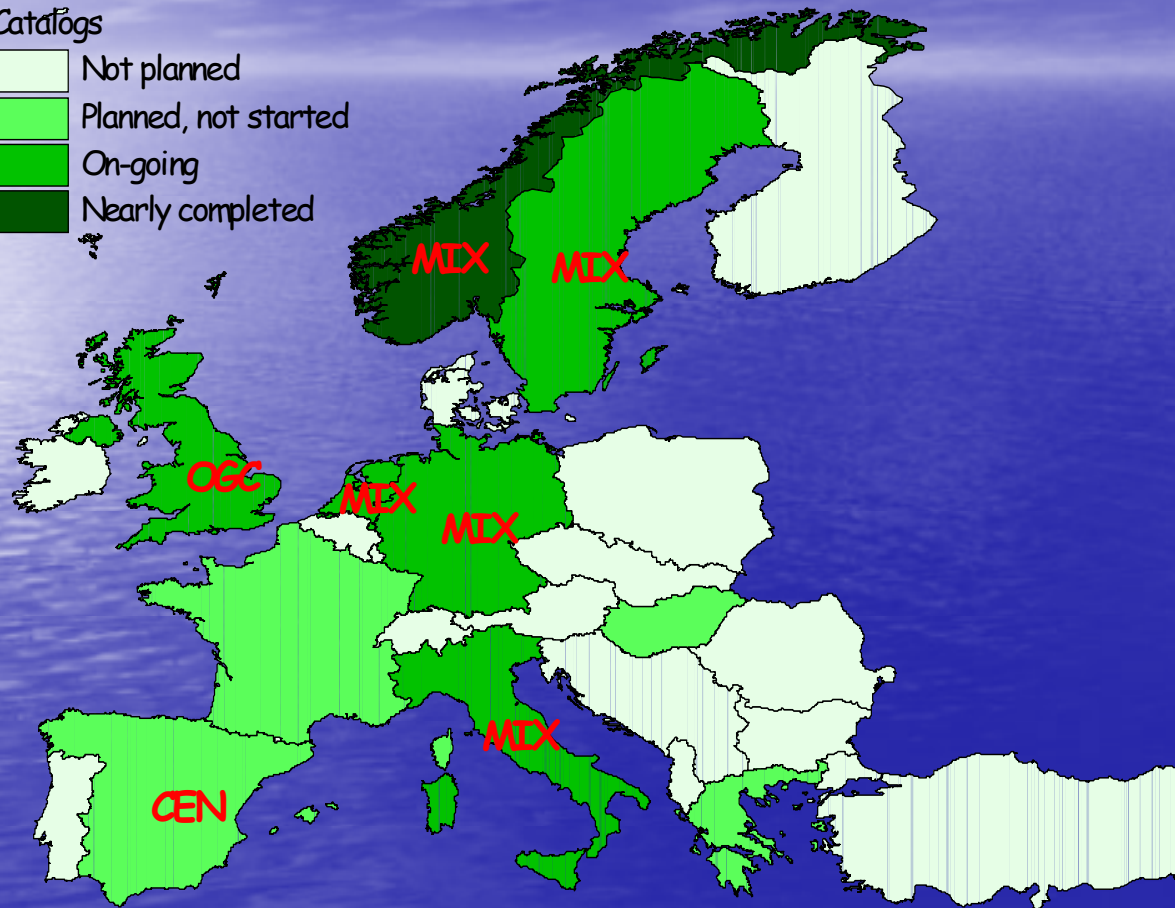 Catalogs
Not planned
Planned, not started
On-going
Nearly completed
MIX
MIX
OGC
MIX
MIX
MIX
CEN